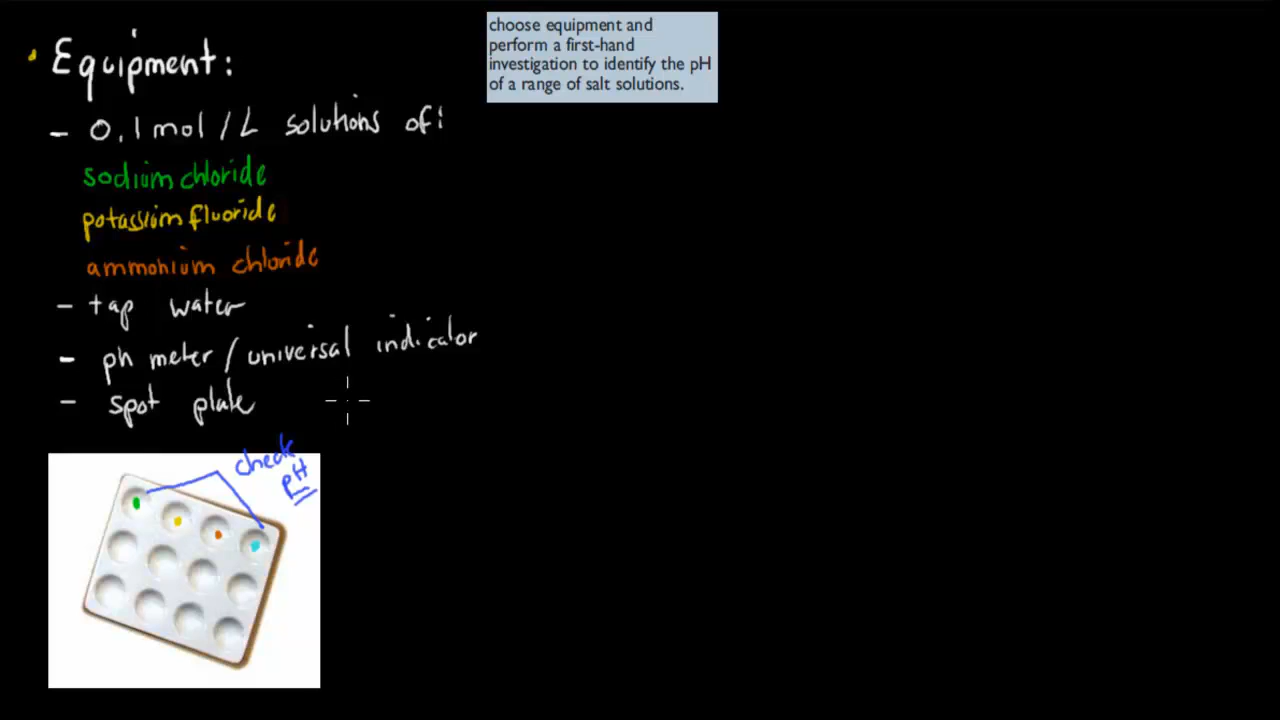 choose equipment and
perform a first-hand
investigation to identify the pH
of a range of salt solutions.
Equipment:
- 0.1 mol/L solutions of:
sodium chloride
potassium fluoride
ammonium chloride
- tap water
- ph meter/universal indicator
- spot plate
check
pH